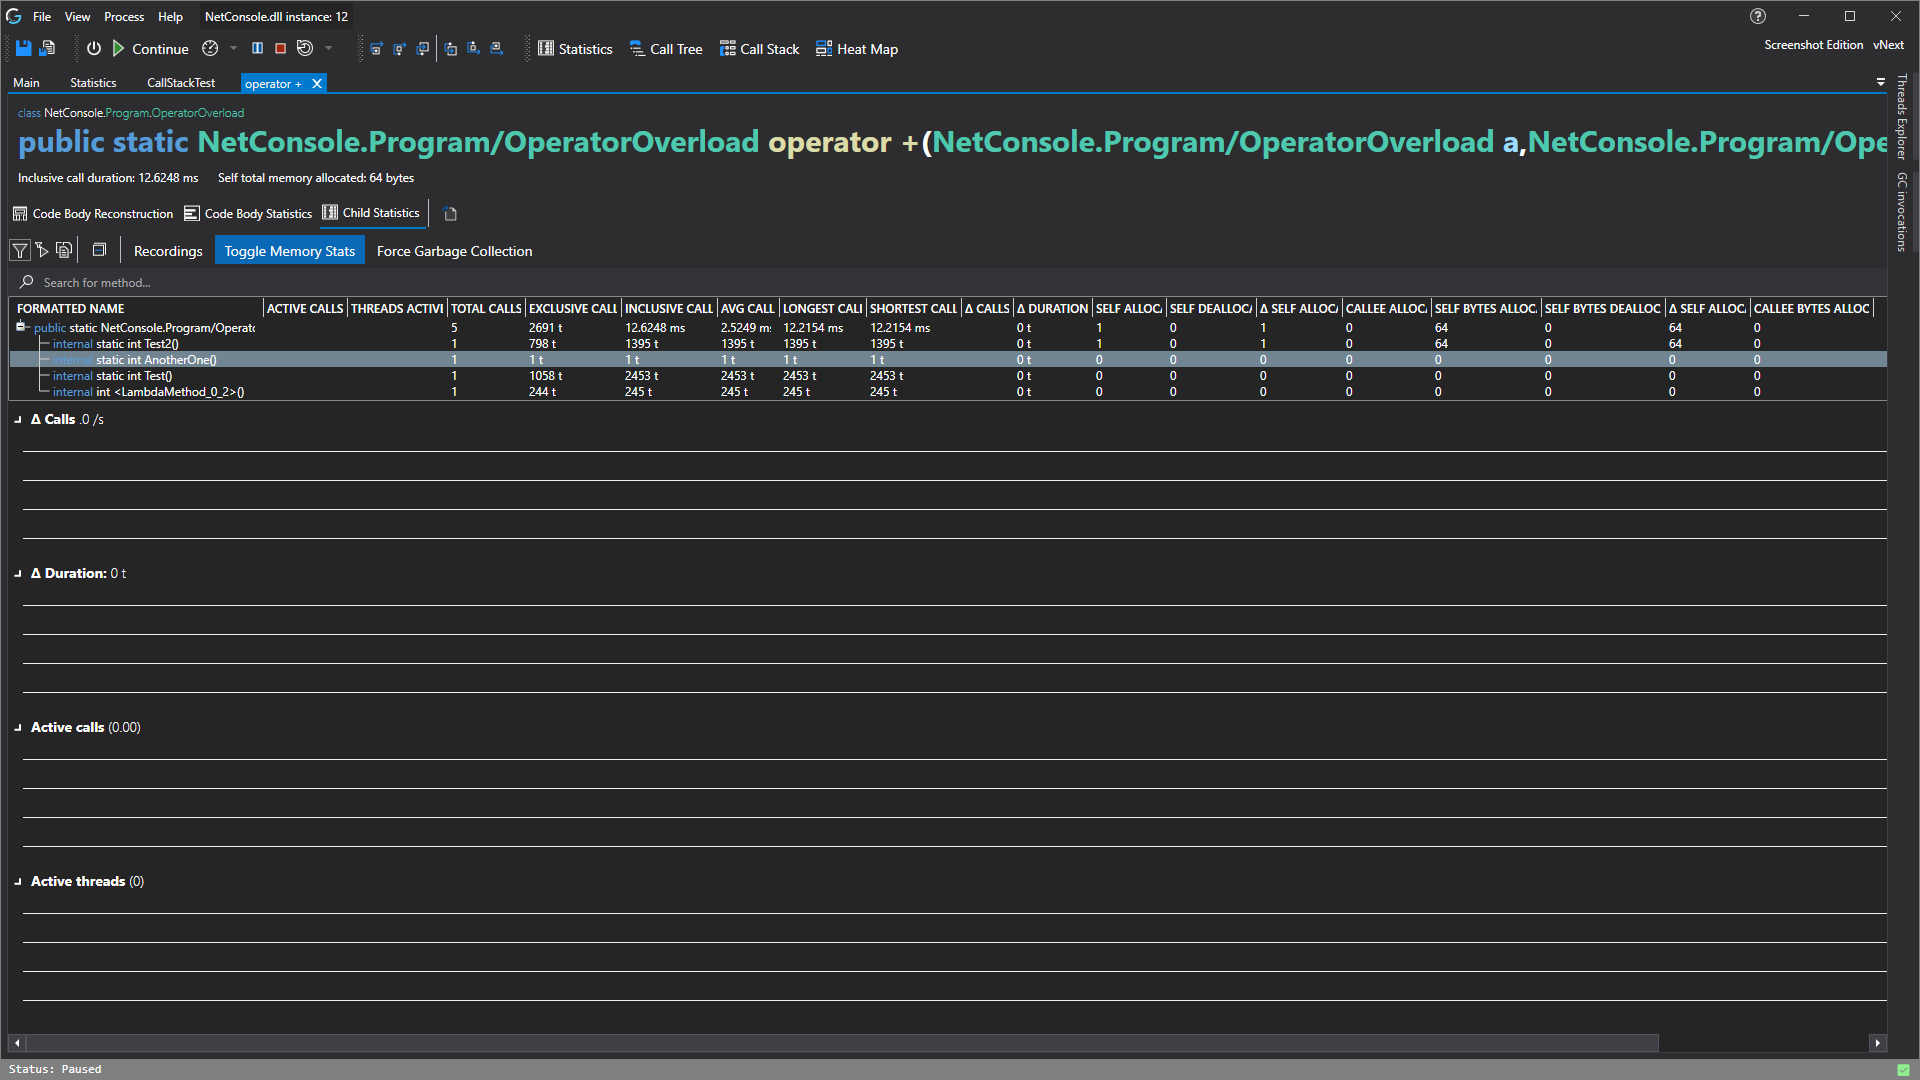 File View Process Help NetConsole.dll instance: 12
Continue Statistics Call Tree Call Stack Heat Map Screenshot Edition vNext
Main Statistics CallStackTest operator +
class NetConsole.Program.OperatorOverload
public static NetConsole.Program/OperatorOverload operator +(NetConsole.Program/OperatorOverload a,NetConsole.Program/Ope
Inclusive call duration: 12.6248 ms Self total memory allocated: 64 bytes
Code Body Reconstruction Code Body Statistics Child Statistics
Recordings Toggle Memory Stats Force Garbage Collection
Search for method...
FORMATTED NAME ACTIVE CALLS THREADS ACTIVI TOTAL CALLS EXCLUSIVE CALL INCLUSIVE CALL AVG CALL LONGEST CALI SHORTEST CALL Δ CALLS Δ DURATION SELF ALLOC SELF DEALLOC Δ SELF ALLOC CALLEE ALLOC SELF BYTES ALLOC SELF BYTES DEALLOC Δ SELF ALLOC CALLEE BYTES ALLOC
public static NetConsole.Program/Operato 5 2691 t 12.6248 ms 2.5249 ms 12.2154 ms 12.2154 ms 0 t 1 0 1 0 64 0 64 0
internal static int Test2() 1 798 t 1395 t 1395 t 1395 t 1395 t 0 t 1 0 1 0 64 0 64 0
internal static int AnotherOne() 1 1 t 1 t 1 t 1 t 1 t 0 t 0 0 0 0 0 0 0 0
internal static int Test() 1 1058 t 2453 t 2453 t 2453 t 2453 t 0 t 0 0 0 0 0 0 0 0
internal int <LambdaMethod_0_2>() 1 244 t 245 t 245 t 245 t 245 t 0 t 0 0 0 0 0 0 0 0
Δ Calls .0 /s
Δ Duration: 0 t
Active calls (0.00)
Active threads (0)
Threads Explorer
GC invocations
Status: Paused